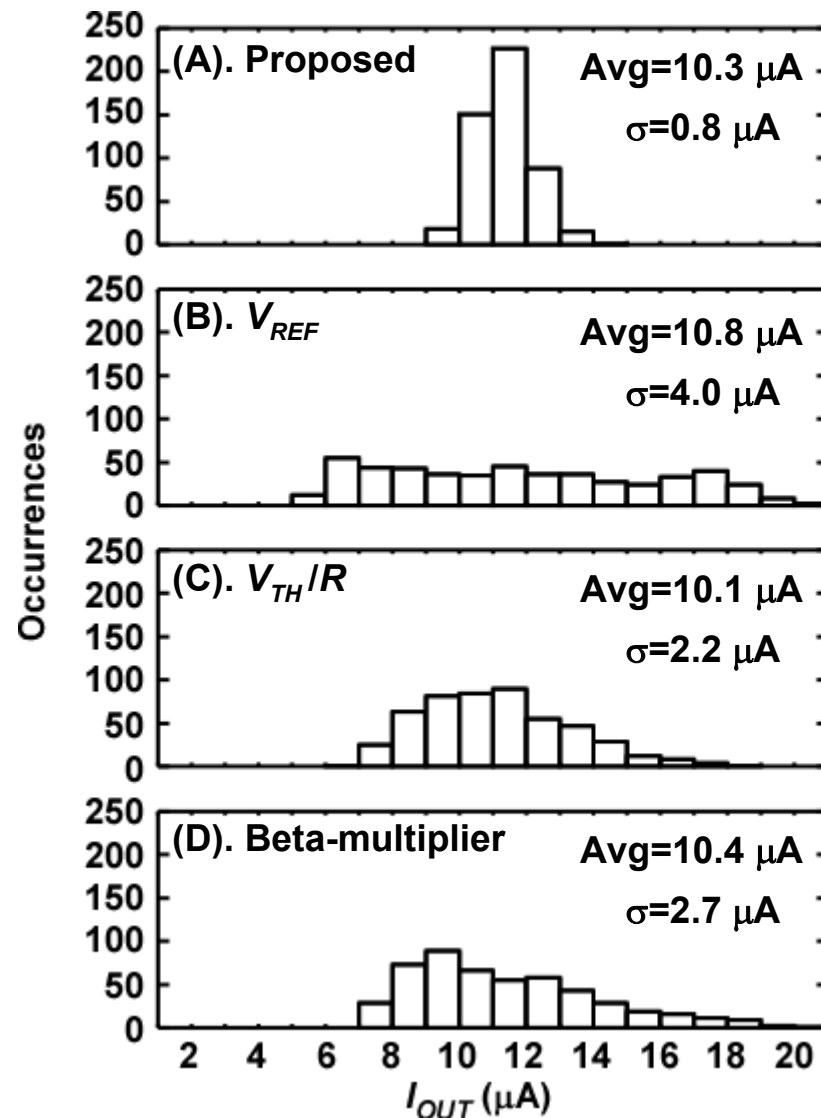 Occurrences
250
200
150
100
50
0
(A). Proposed
Avg=10.3 μA
σ=0.8 μA
250
200
150
100
50
0
(B). V_REF
Avg=10.8 μA
σ=4.0 μA
250
200
150
100
50
0
(C). V_TH/R
Avg=10.1 μA
σ=2.2 μA
250
200
150
100
50
0
(D). Beta-multiplier
Avg=10.4 μA
σ=2.7 μA
2 4 6 8 10 12 14 16 18 20
I_OUT (μA)